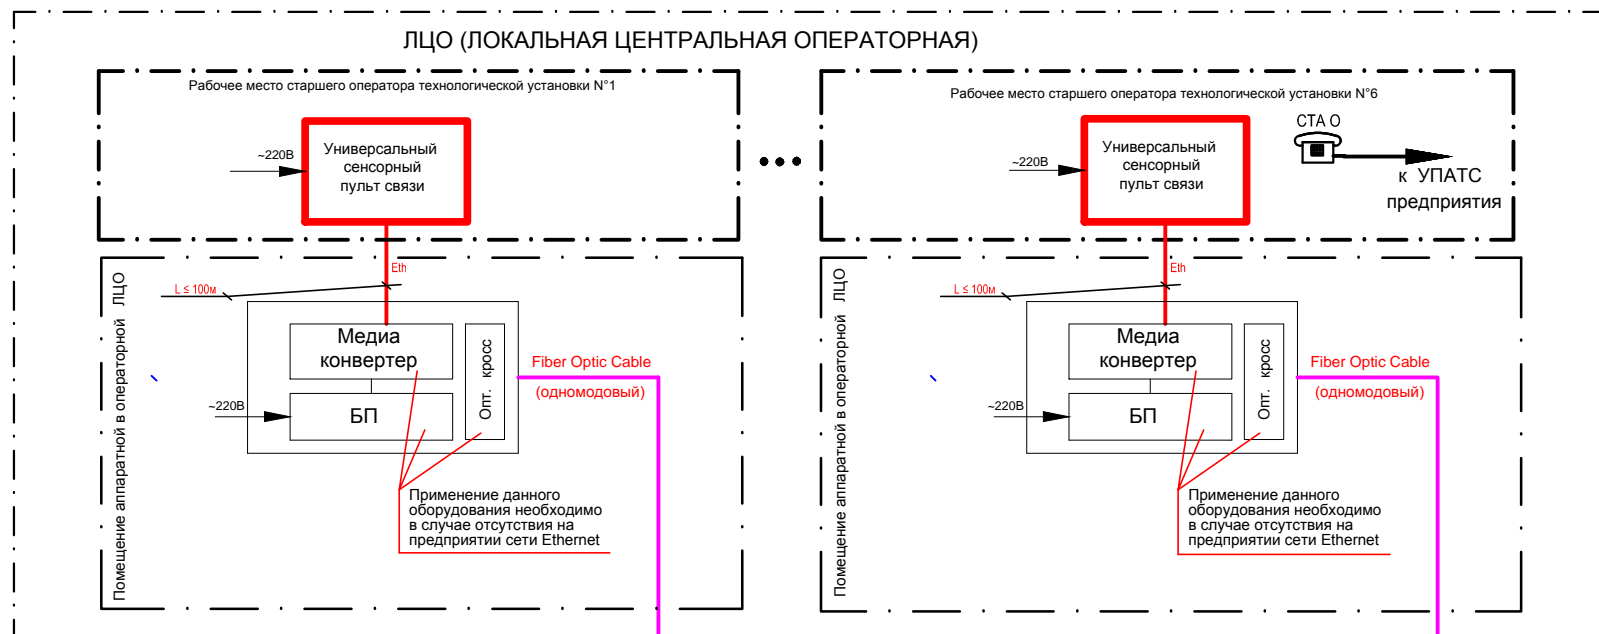 ЛЦО (ЛОКАЛЬНАЯ ЦЕНТРАЛЬНАЯ ОПЕРАТОРНАЯ)
Рабочее место старшего оператора технологической установки N°1
Универсальный
сенсорный
пульт связи
~220В
Рабочее место старшего оператора технологической установки N°6
Универсальный
сенсорный
пульт связи
~220В
СТА О
к УПАТС
предприятия
Помещение аппаратной в операторной ЛЦО
Eth
L ≤ 100м
Медиа
конвертер
БП
Опт. кросс
~220В
Fiber Optic Cable
(одномодовый)
Применение данного
оборудования необходимо
в случае отсутствия на
предприятии сети Ethernet
Помещение аппаратной в операторной ЛЦО
Eth
L ≤ 100м
Медиа
конвертер
БП
Опт. кросс
~220В
Fiber Optic Cable
(одномодовый)
Применение данного
оборудования необходимо
в случае отсутствия на
предприятии сети Ethernet